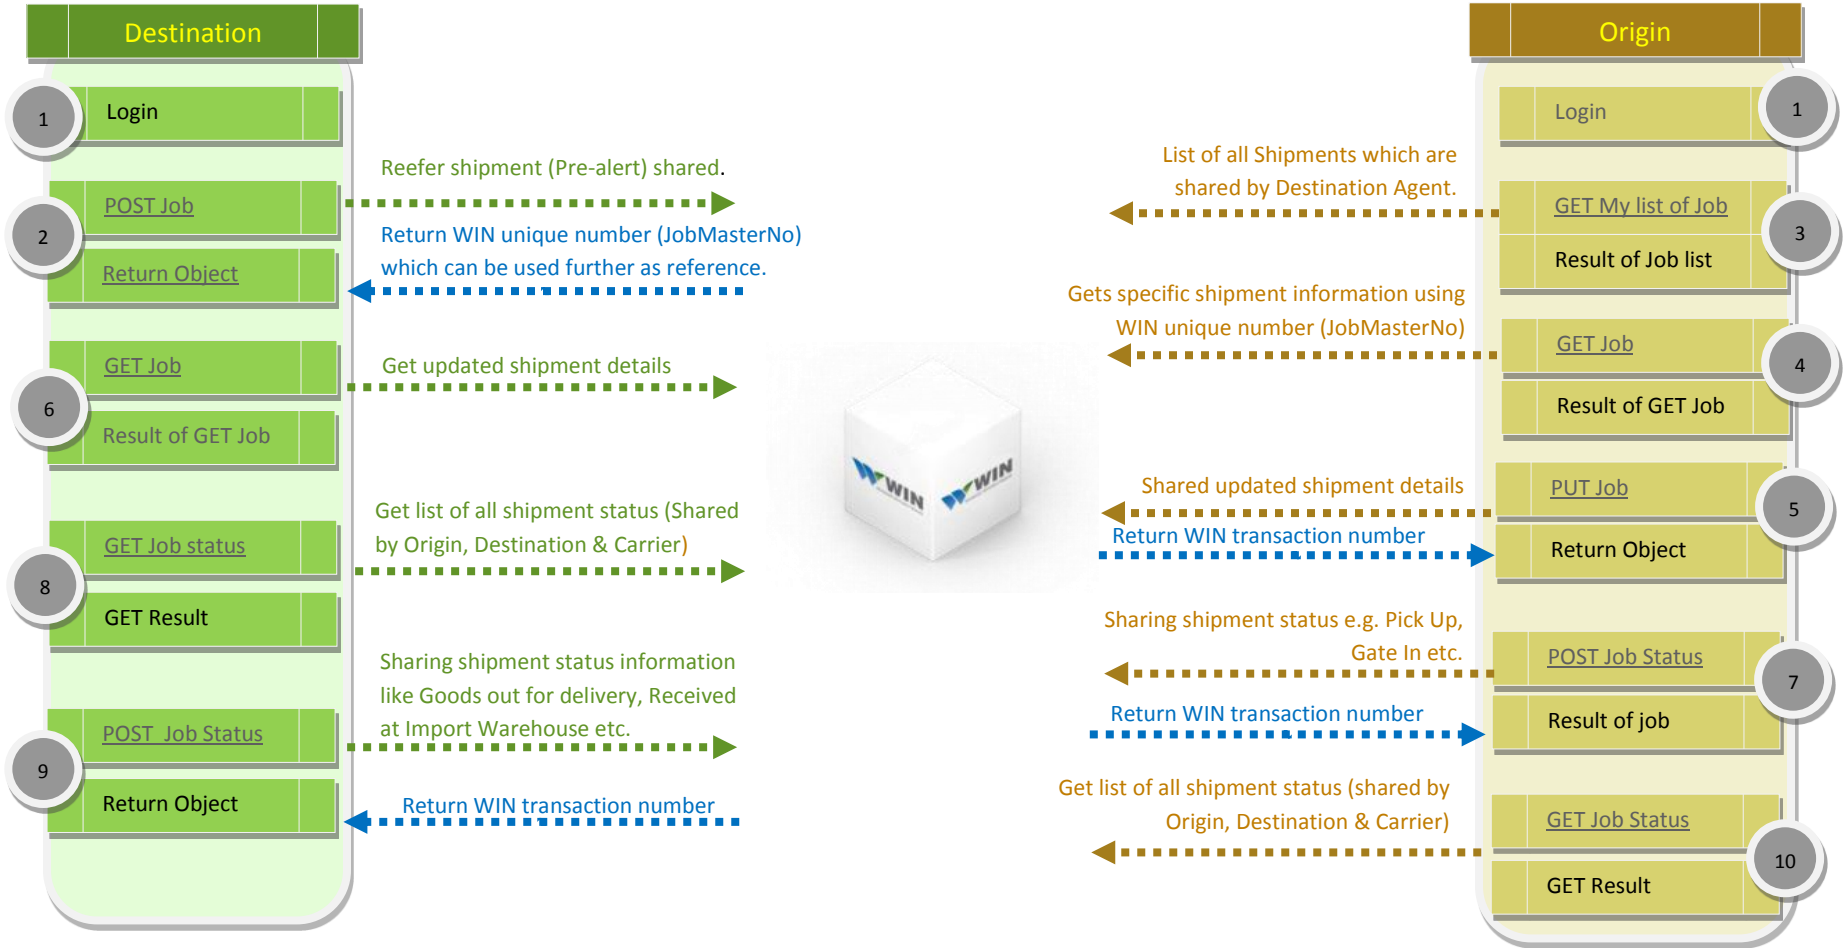 Destination
1
Login
Reefer shipment (Pre-alert) shared.
POST Job
2
Return WIN unique number (JobMasterNo)
which can be used further as reference.
Return Object
GET Job
Get updated shipment details
6
Result of GET Job
Get list of all shipment status (Shared
by Origin, Destination & Carrier)
GET Job status
8
GET Result
Sharing shipment status information
like Goods out for delivery, Received
at Import Warehouse etc.
POST  Job Status
9
Return Object
Return WIN transaction number
WIN
WIN
Origin
Login
1
List of all Shipments which are
shared by Destination Agent.
GET My list of Job
3
Result of Job list
Gets specific shipment information using
WIN unique number (JobMasterNo)
GET Job
4
Result of GET Job
Shared updated shipment details
PUT Job
5
Return WIN transaction number
Return Object
Sharing shipment status e.g. Pick Up,
Gate In etc.
POST Job Status
7
Return WIN transaction number
Result of job
Get list of all shipment status (shared by
Origin, Destination & Carrier)
GET Job Status
10
GET Result